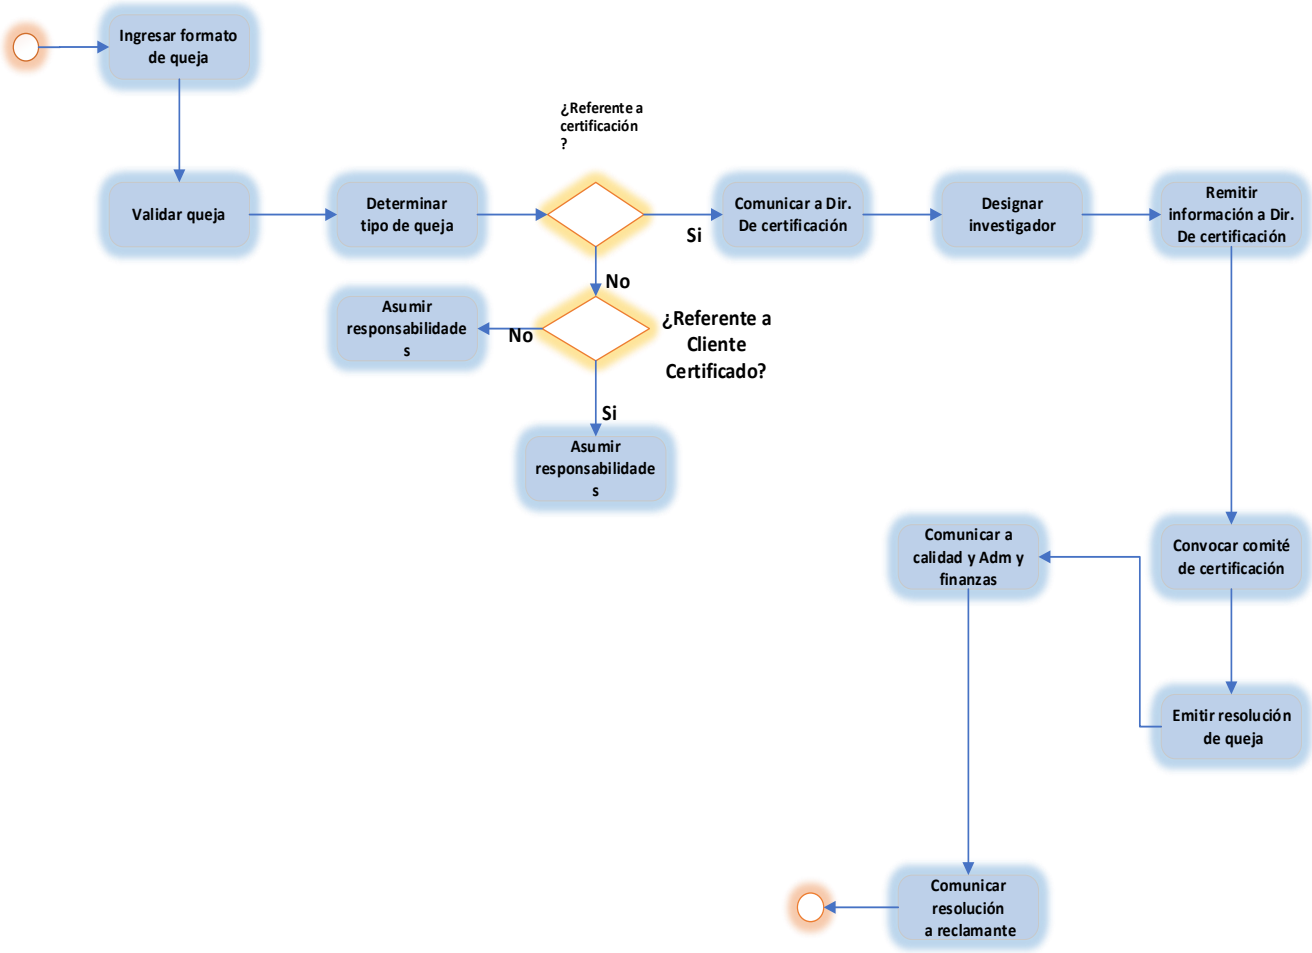 Ingresar formato
de queja
¿Referente a
certificación
?
Validar queja
Determinar
tipo de queja
Si
Comunicar a Dir.
De certificación
Designar
investigador
Remitir
información a Dir.
De certificación
No
Asumir
responsabilidade
s
No
¿Referente a
Cliente
Certificado?
Si
Asumir
responsabilidade
s
Comunicar a
calidad y Adm y
finanzas
Convocar comité
de certificación
Emitir resolución
de queja
Comunicar
resolución
a reclamante